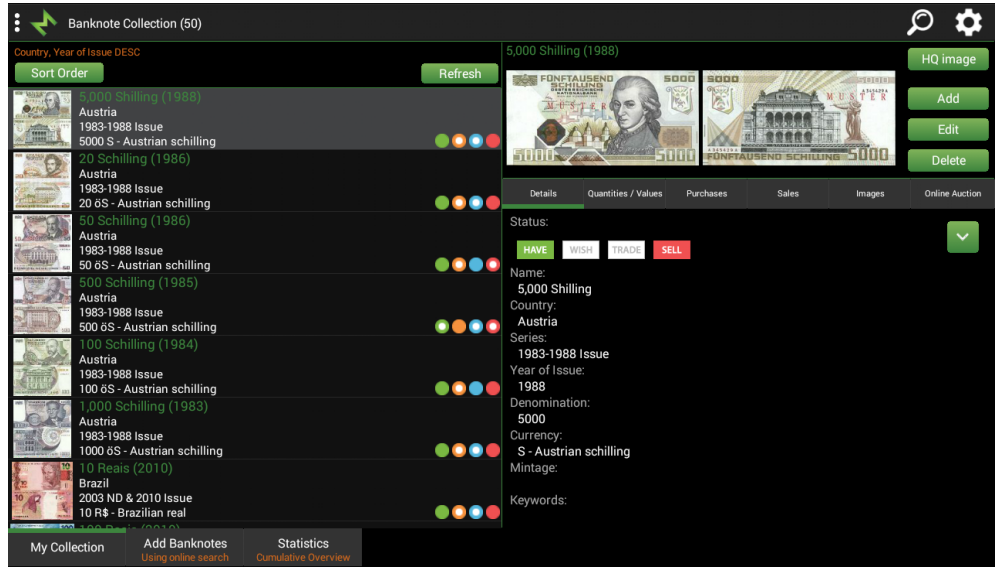 Banknote Collection (50)
Country, Year of Issue DESC
Sort Order
Refresh
5,000 Shilling (1988)
Austria
1983-1988 Issue
5000 S - Austrian schilling
20 Schilling (1986)
Austria
1983-1988 Issue
20 öS - Austrian schilling
50 Schilling (1986)
Austria
1983-1988 Issue
50 öS - Austrian schilling
500 Schilling (1985)
Austria
1983-1988 Issue
500 öS - Austrian schilling
100 Schilling (1984)
Austria
1983-1988 Issue
100 öS - Austrian schilling
1,000 Schilling (1983)
Austria
1983-1988 Issue
1000 öS - Austrian schilling
10 Reais (2010)
Brazil
2003 ND & 2010 Issue
10 R$ - Brazilian real
5,000 Shilling (1988)
FÜNFTAUSEND 5000
SCHILLING
OESTERREICHISCHE
NATIONALBANK
MUSTER
5000 5000
5000
MUSTER
FÜNFTAUSEND SCHILLING 5000
HQ image
Add
Edit
Delete
Details Quantities / Values Purchases Sales Images Online Auction
Status:
HAVE WISH TRADE SELL
Name:
5,000 Shilling
Country:
Austria
Series:
1983-1988 Issue
Year of Issue:
1988
Denomination:
5000
Currency:
S - Austrian schilling
Mintage:
Keywords:
My Collection
Add Banknotes
Using online search
Statistics
Cumulative Overview